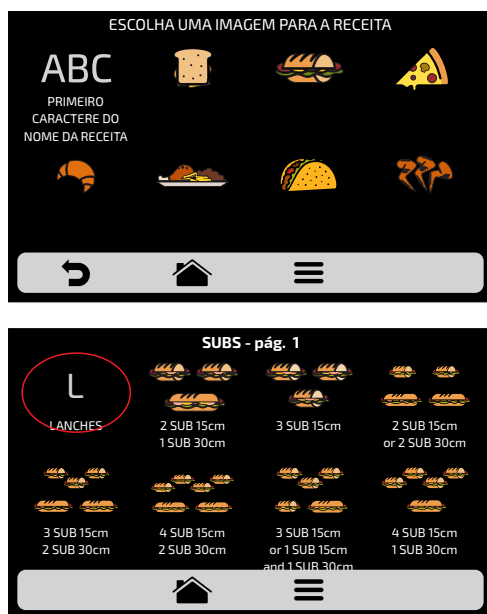 ESCOLHA UMA IMAGEM PARA A RECEITA
ABC
PRIMEIRO
CARACTERE DO
NOME DA RECEITA
SUBS - pág. 1
L
LANCHES
2 SUB 15cm
1 SUB 30cm
3 SUB 15cm
2 SUB 15cm
or 2 SUB 30cm
3 SUB 15cm
2 SUB 30cm
4 SUB 15cm
2 SUB 30cm
3 SUB 15cm
or 1 SUB 15cm
and 1 SUB 30cm
4 SUB 15cm
1 SUB 30cm